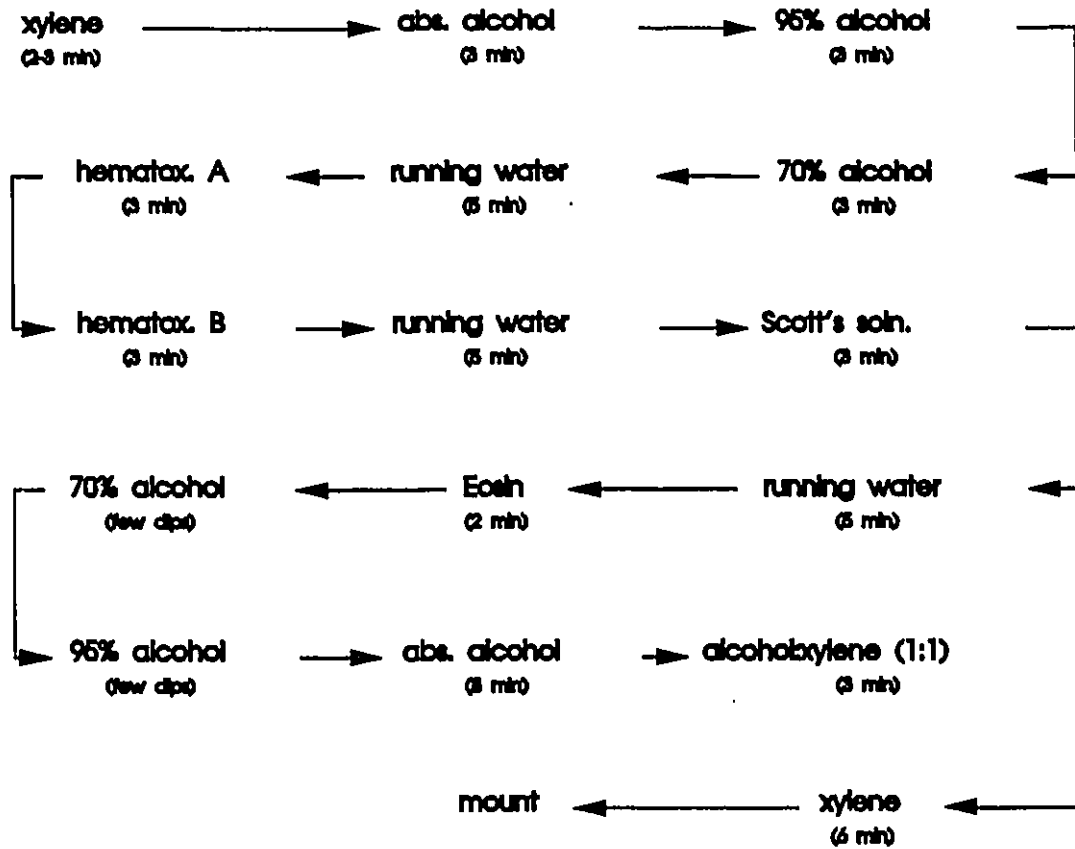 xylene
(2-3 min)
abs. alcohol
(3 min)
95% alcohol
(3 min)
hematox. A
(3 min)
running water
(5 min)
70% alcohol
(3 min)
hematox. B
(3 min)
running water
(5 min)
Scott's soln.
(3 min)
70% alcohol
(few dips)
Eosin
(2 min)
running water
(5 min)
95% alcohol
(few dips)
abs. alcohol
(3 min)
alcohol:xylene (1:1)
(3 min)
mount
xylene
(6 min)